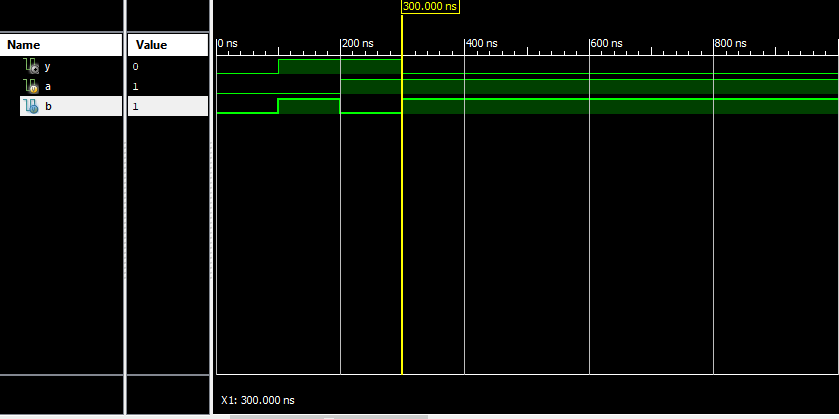 300.000 ns
Name Value
0 ns 200 ns 400 ns 600 ns 800 ns
y 0
a 1
b 1
X1: 300.000 ns